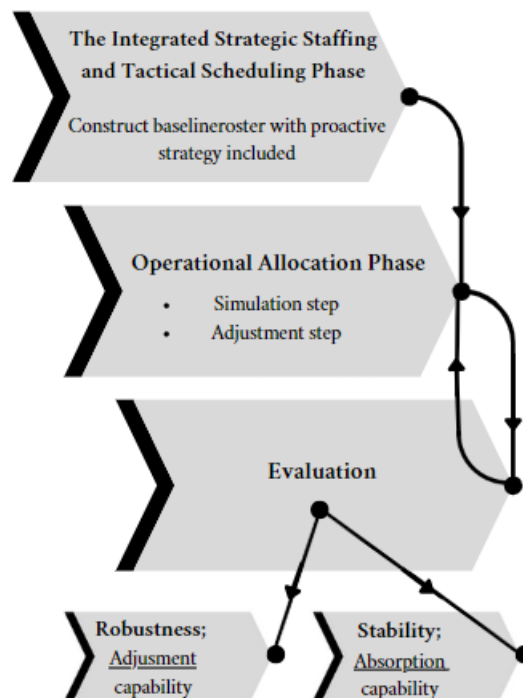 The Integrated Strategic Staffing
and Tactical Scheduling Phase
Construct baselineroster with proactive
strategy included
Operational Allocation Phase
• Simulation step
• Adjustment step
Evaluation
Robustness;
Adjusment
capability
Stability;
Absorption
capability